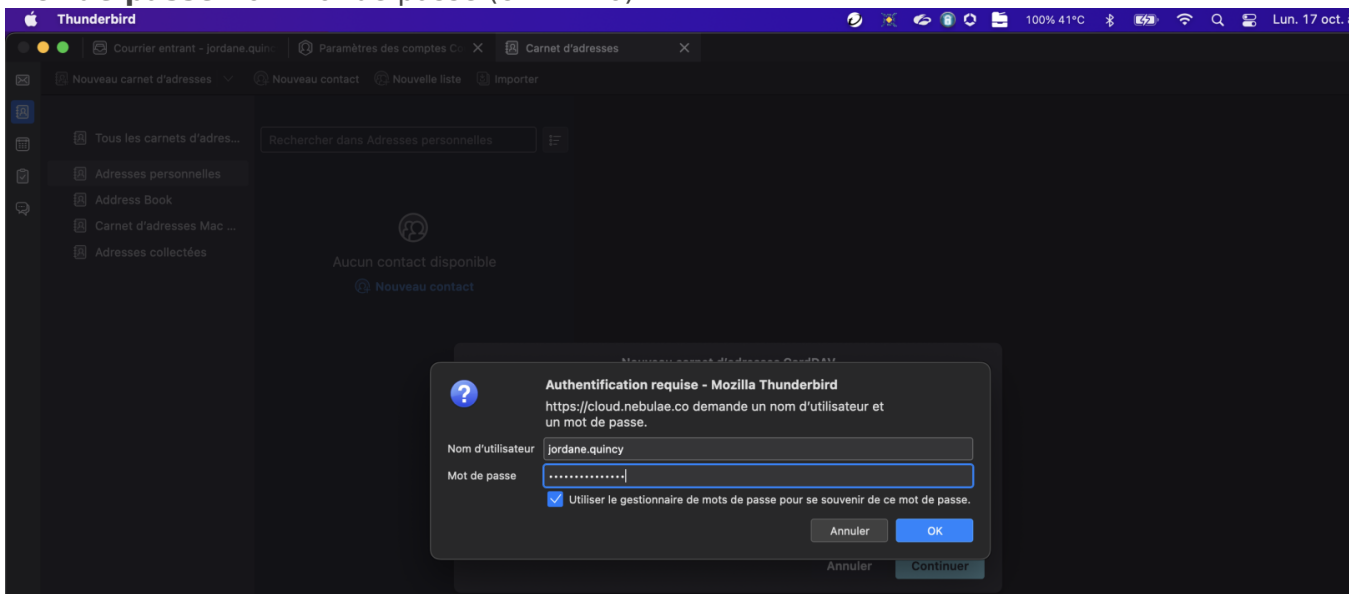 Thunderbird
100% 41°C
Lun. 17 oct.
Courrier entrant - jordane.quinc
Paramètres des comptes Co
Carnet d'adresses
Nouveau carnet d'adresses
Nouveau contact
Nouvelle liste
Importer
Tous les carnets d'adres...
Rechercher dans Adresses personnelles
Adresses personnelles
Address Book
Carnet d'adresses Mac ...
Adresses collectées
Aucun contact disponible
Nouveau contact
Nouveau carnet d'adresses CardDAV
Authentification requise - Mozilla Thunderbird
https://cloud.nebulae.co demande un nom d'utilisateur et
un mot de passe.
Nom d'utilisateur
jordane.quincy
Mot de passe
•••••••••••••••
Utiliser le gestionnaire de mots de passe pour se souvenir de ce mot de passe.
Annuler
OK
Annuler
Continuer